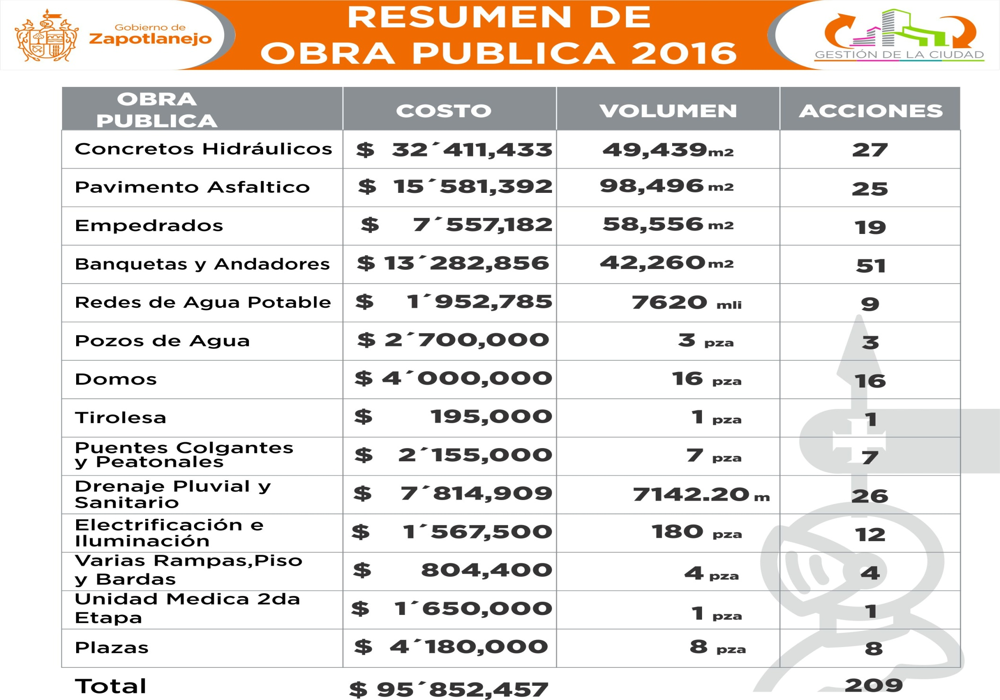 Gobierno de
Zapotlanejo
RESUMEN DE
OBRA PUBLICA 2016
GESTIÓN DE LA CIUDAD
OBRA
PUBLICA
COSTO
VOLUMEN
ACCIONES
Concretos Hidráulicos $ 32´411,433 49,439 m2 27
Pavimento Asfaltico $ 15´581,392 98,496 m2 25
Empedrados $ 7´557,182 58,556 m2 19
Banquetas y Andadores $ 13´282,856 42,260 m2 51
Redes de Agua Potable $ 1´952,785 7620 mli 9
Pozos de Agua $ 2´700,000 3 pza 3
Domos $ 4´000,000 16 pza 16
Tirolesa $ 195,000 1 pza 1
Puentes Colgantes
y Peatonales
$ 2´155,000 7 pza 7
Drenaje Pluvial y
Sanitario
$ 7´814,909 7142.20 m 26
Electrificación e
Iluminación
$ 1´567,500 180 pza 12
Varias Rampas,Piso
y Bardas
$ 804,400 4 pza 4
Unidad Medica 2da
Etapa
$ 1´650,000 1 pza 1
Plazas $ 4´180,000 8 pza 8
Total $ 95´852,457 209